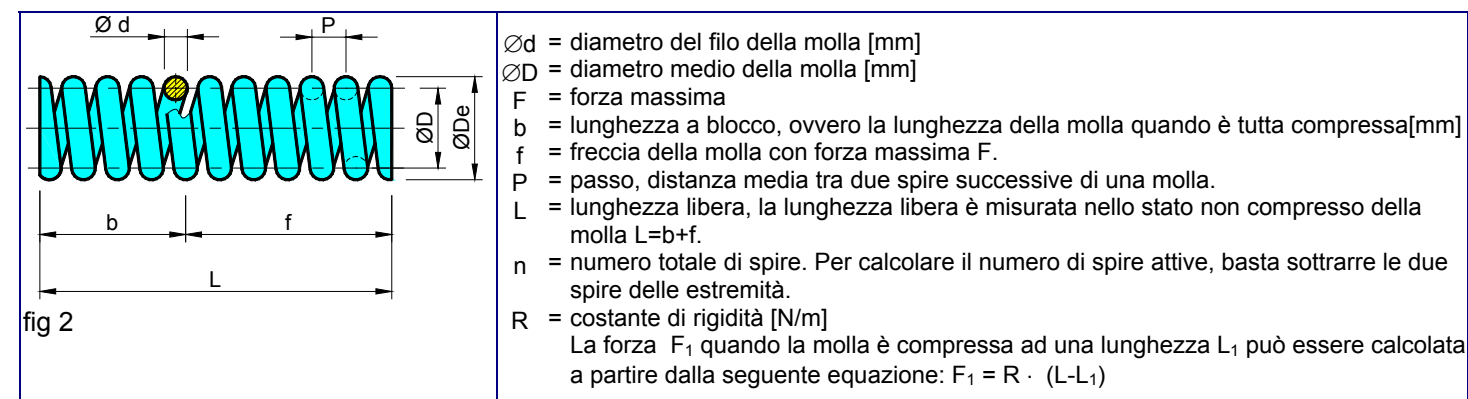 Ø d
P
ØD
ØDe
b
f
L
fig 2
∅d = diametro del filo della molla [mm]
∅D = diametro medio della molla [mm]
F = forza massima
b = lunghezza a blocco, ovvero la lunghezza della molla quando è tutta compressa[mm]
f = freccia della molla con forza massima F.
P = passo, distanza media tra due spire successive di una molla.
L = lunghezza libera, la lunghezza libera è misurata nello stato non compresso della
molla L=b+f.
n = numero totale di spire. Per calcolare il numero di spire attive, basta sottrarre le due
spire delle estremità.
R = costante di rigidità [N/m]
La forza F₁ quando la molla è compressa ad una lunghezza L₁ può essere calcolata
a partire dalla seguente equazione: F₁ = R · (L-L₁)